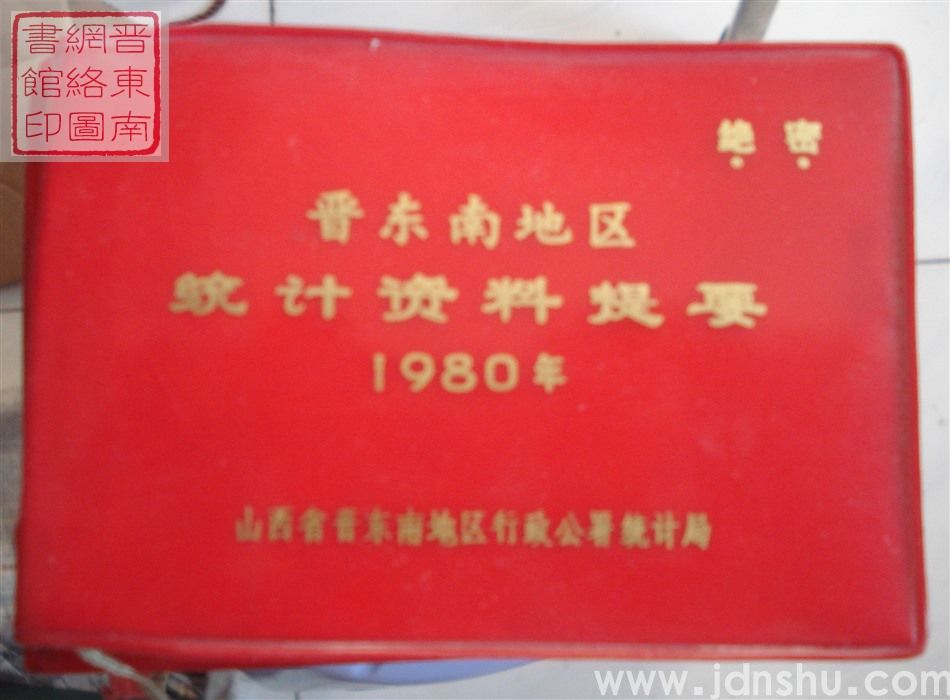 晋東南
網絡圖
書館印
绝密
晋东南地区
统计资料提要
1980年
山西省晋东南地区行政公署统计局
www.jdnshu.com